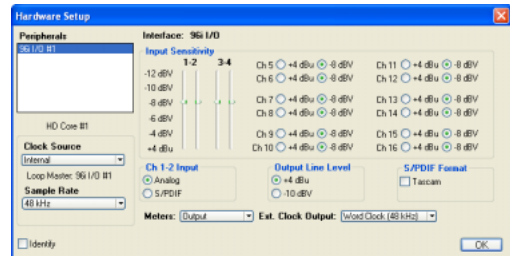 Hardware Setup
Peripherals
96 I/O #1
HD Core #1
Clock Source
Internal
Loop Master: 96i I/O #1
Sample Rate
48 kHz
Identify
Interface: 96i I/O
Input Sensitivity
1-2 3-4
-12 dBV
-10 dBV
-8 dBV
-6 dBV
-4 dBV
+4 dBu
Ch 5 +4 dBu -8 dBV
Ch 6 +4 dBu -8 dBV
Ch 7 +4 dBu -8 dBV
Ch 8 +4 dBu -8 dBV
Ch 9 +4 dBu -8 dBV
Ch 10 +4 dBu -8 dBV
Ch 11 +4 dBu -8 dBV
Ch 12 +4 dBu -8 dBV
Ch 13 +4 dBu -8 dBV
Ch 14 +4 dBu -8 dBV
Ch 15 +4 dBu -8 dBV
Ch 16 +4 dBu -8 dBV
Ch 1-2 Input
Analog
S/PDIF
Output Line Level
+4 dBu
-10 dBV
S/PDIF Format
Tascam
Meters: Output
Ext. Clock Output: Word Clock (48 kHz)
OK